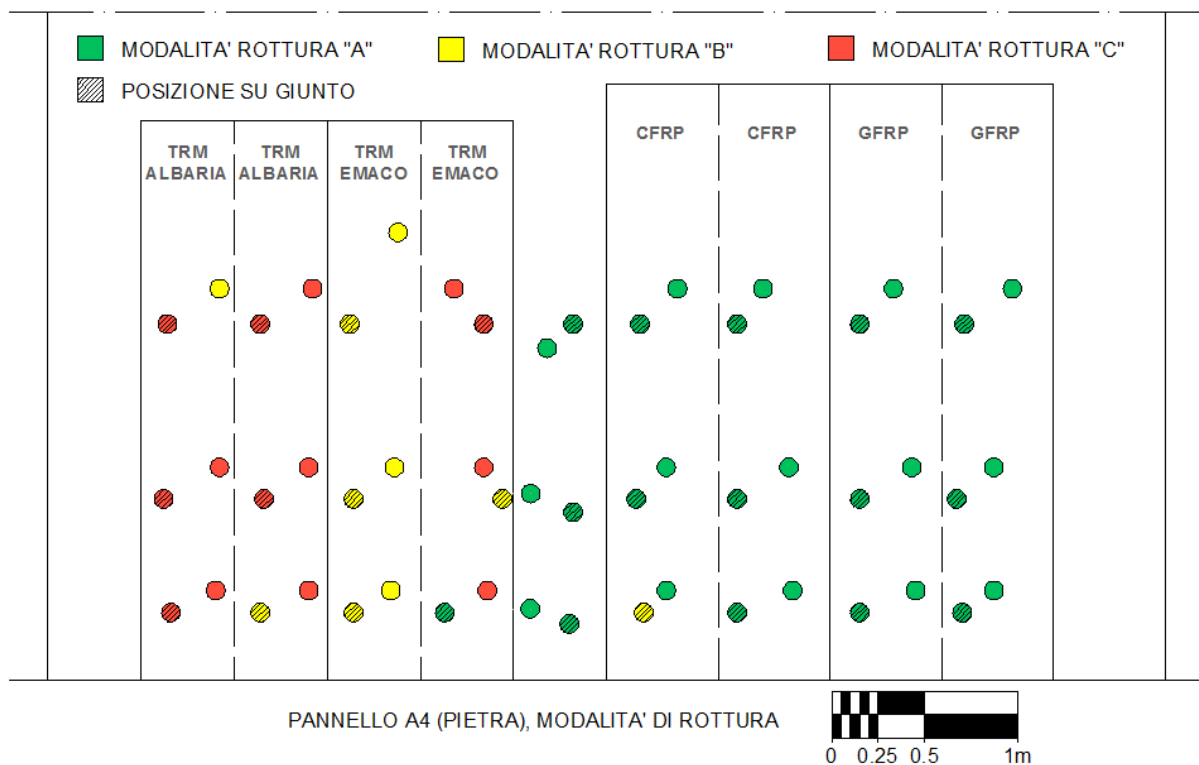 MODALITA' ROTTURA "A"
MODALITA' ROTTURA "B"
MODALITA' ROTTURA "C"
POSIZIONE SU GIUNTO
TRM
ALBARIA
TRM
ALBARIA
TRM
EMACO
TRM
EMACO
CFRP
CFRP
GFRP
GFRP
PANNELLO A4 (PIETRA), MODALITA' DI ROTTURA
0 0.25 0.5 1m